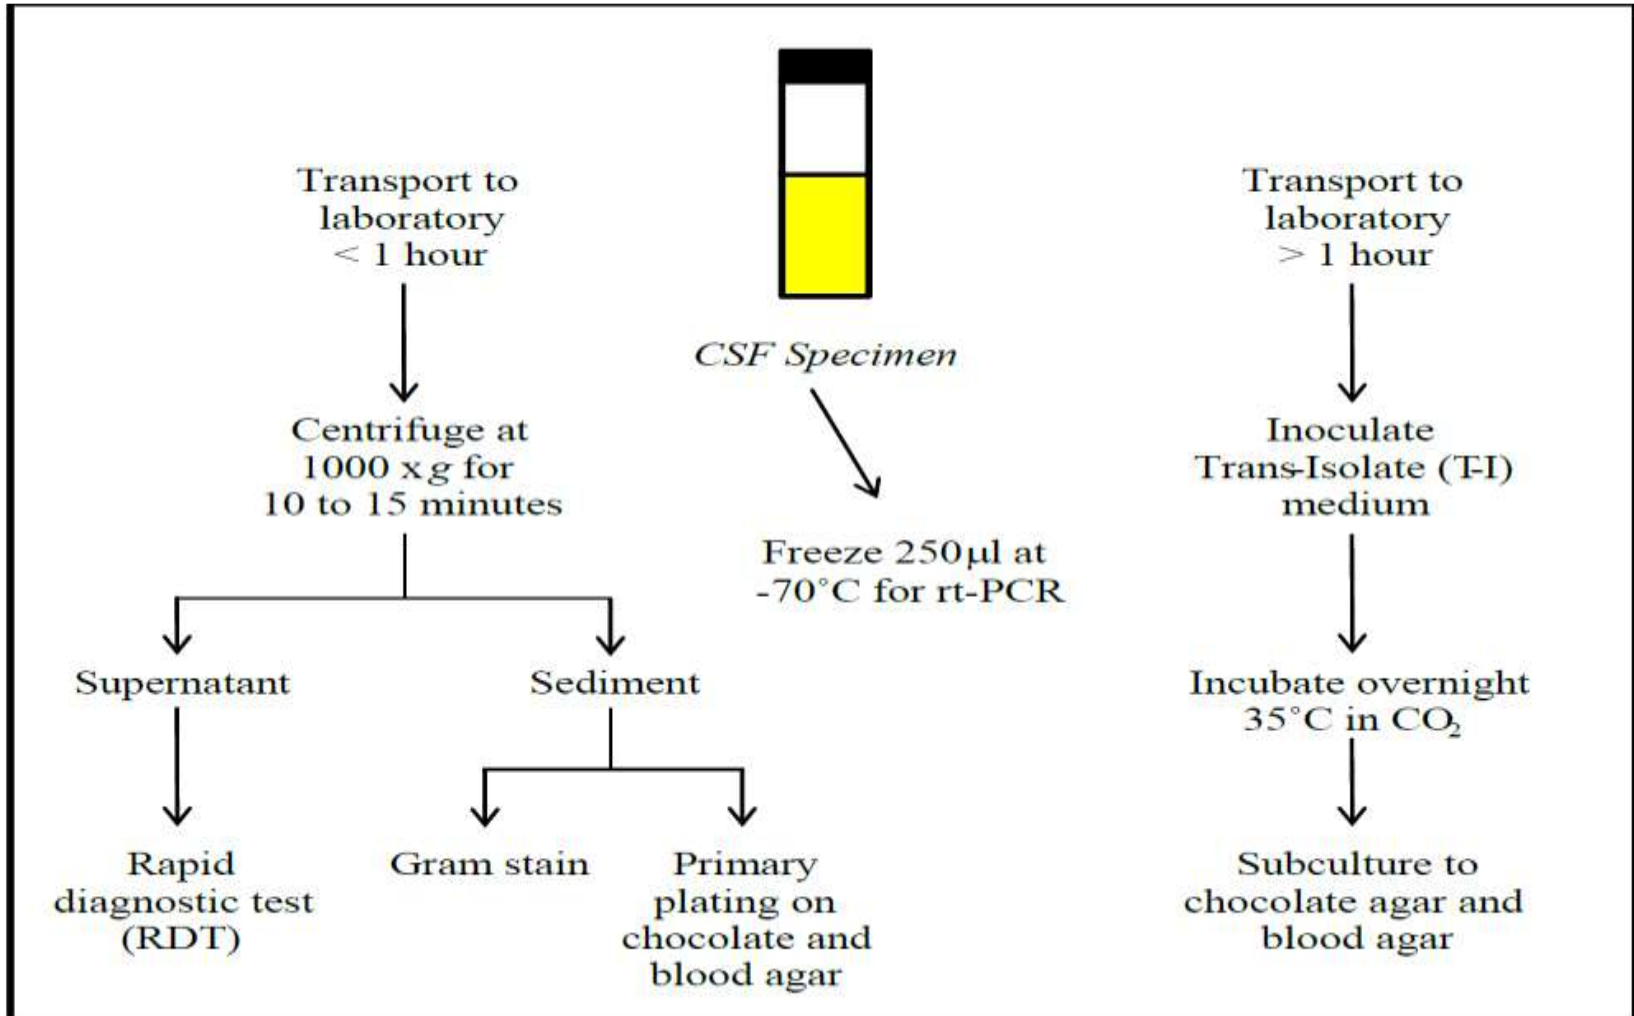 Transport to
laboratory
< 1 hour
Centrifuge at
1000 x g for
10 to 15 minutes
Supernatant
Rapid
diagnostic test
(RDT)
Sediment
Gram stain
Primary
plating on
chocolate and
blood agar
CSF Specimen
Freeze 250µl at
-70°C for rt-PCR
Transport to
laboratory
> 1 hour
Inoculate
Trans-Isolate (T-I)
medium
Incubate overnight
35°C in CO₂
Subculture to
chocolate agar and
blood agar